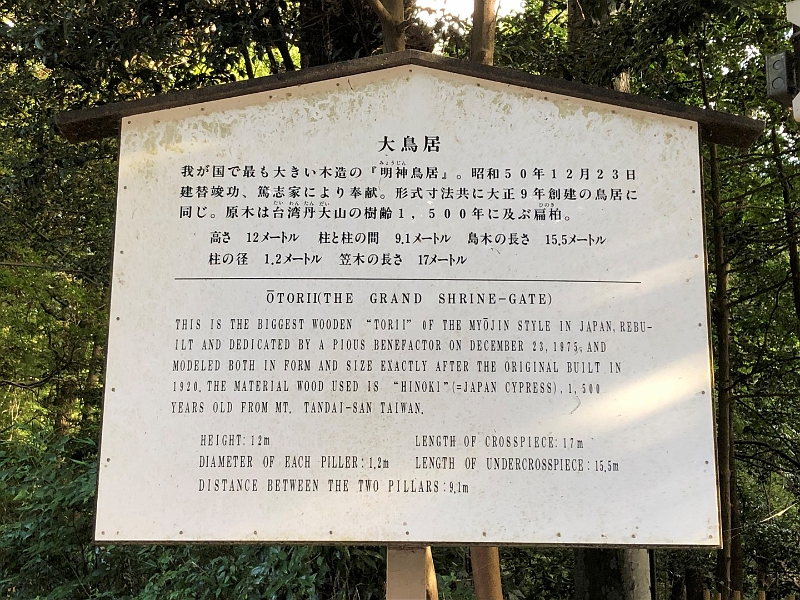 大鳥居
我が国で最も大きい木造の『明神鳥居』。昭和50年12月23日
建替竣功、篤志家により奉献。形式寸法共に大正9年創建の鳥居に
同じ。原木は台湾丹大山の樹齢1,500年に及ぶ扁柏。
高さ 12メートル 柱と柱の間 9.1メートル 島木の長さ 15.5メートル
柱の径 1.2メートル 笠木の長さ 17メートル
ŌTORII(THE GRAND SHRINE-GATE)
THIS IS THE BIGGEST WOODEN “TORII” OF THE MYŌJIN STYLE IN JAPAN, REBU-
ILT AND DEDICATED BY A PIOUS BENEFACTOR ON DECEMBER 23, 1975, AND
MODELED BOTH IN FORM AND SIZE EXACTLY AFTER THE ORIGINAL BUILT IN
1920. THE MATERIAL WOOD USED IS “HINOKI”(=JAPAN CYPRESS), 1,500
YEARS OLD FROM MT. TANDAI-SAN TAIWAN.
HEIGHT: 12m LENGTH OF CROSSPIECE: 17m
DIAMETER OF EACH PILLER: 1.2m LENGTH OF UNDERCROSSPIECE: 15.5m
DISTANCE BETWEEN THE TWO PILLARS: 9.1m